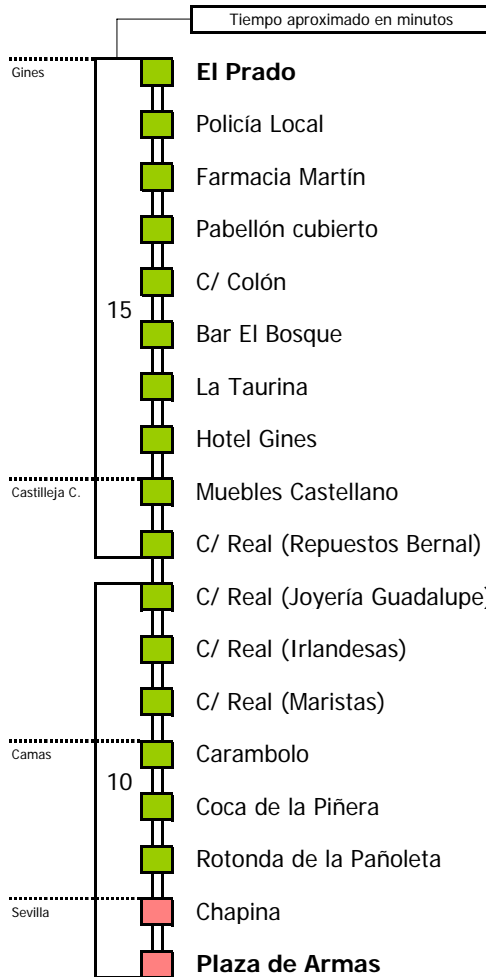 Tiempo aproximado en minutos
Gines
El Prado
Policía Local
Farmacia Martín
Pabellón cubierto
C/ Colón
15
Bar El Bosque
La Taurina
Hotel Gines
Castilleja C.
Muebles Castellano
C/ Real (Repuestos Bernal)
C/ Real (Joyería Guadalupe)
C/ Real (Irlandesas)
C/ Real (Maristas)
Camas
Carambolo
10
Coca de la Piñera
Rotonda de la Pañoleta
Sevilla
Chapina
Plaza de Armas